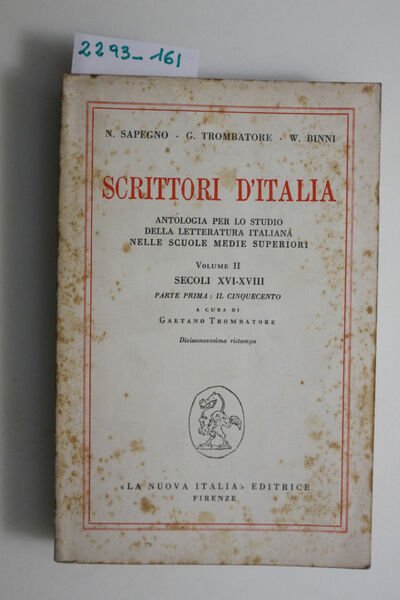 2293-161
N. SAPEGNO - G. TROMBATORE - W. BINNI
SCRITTORI D'ITALIA
ANTOLOGIA PER LO STUDIO
DELLA LETTERATURA ITALIANA
NELLE SCUOLE MEDIE SUPERIORI
VOLUME II
SECOLI XVI-XVIII
PARTE PRIMA: IL CINQUECENTO
A CURA DI
GAETANO TROMBATORE
Diciannovesima ristampa
«LA NUOVA ITALIA» EDITRICE
FIRENZE